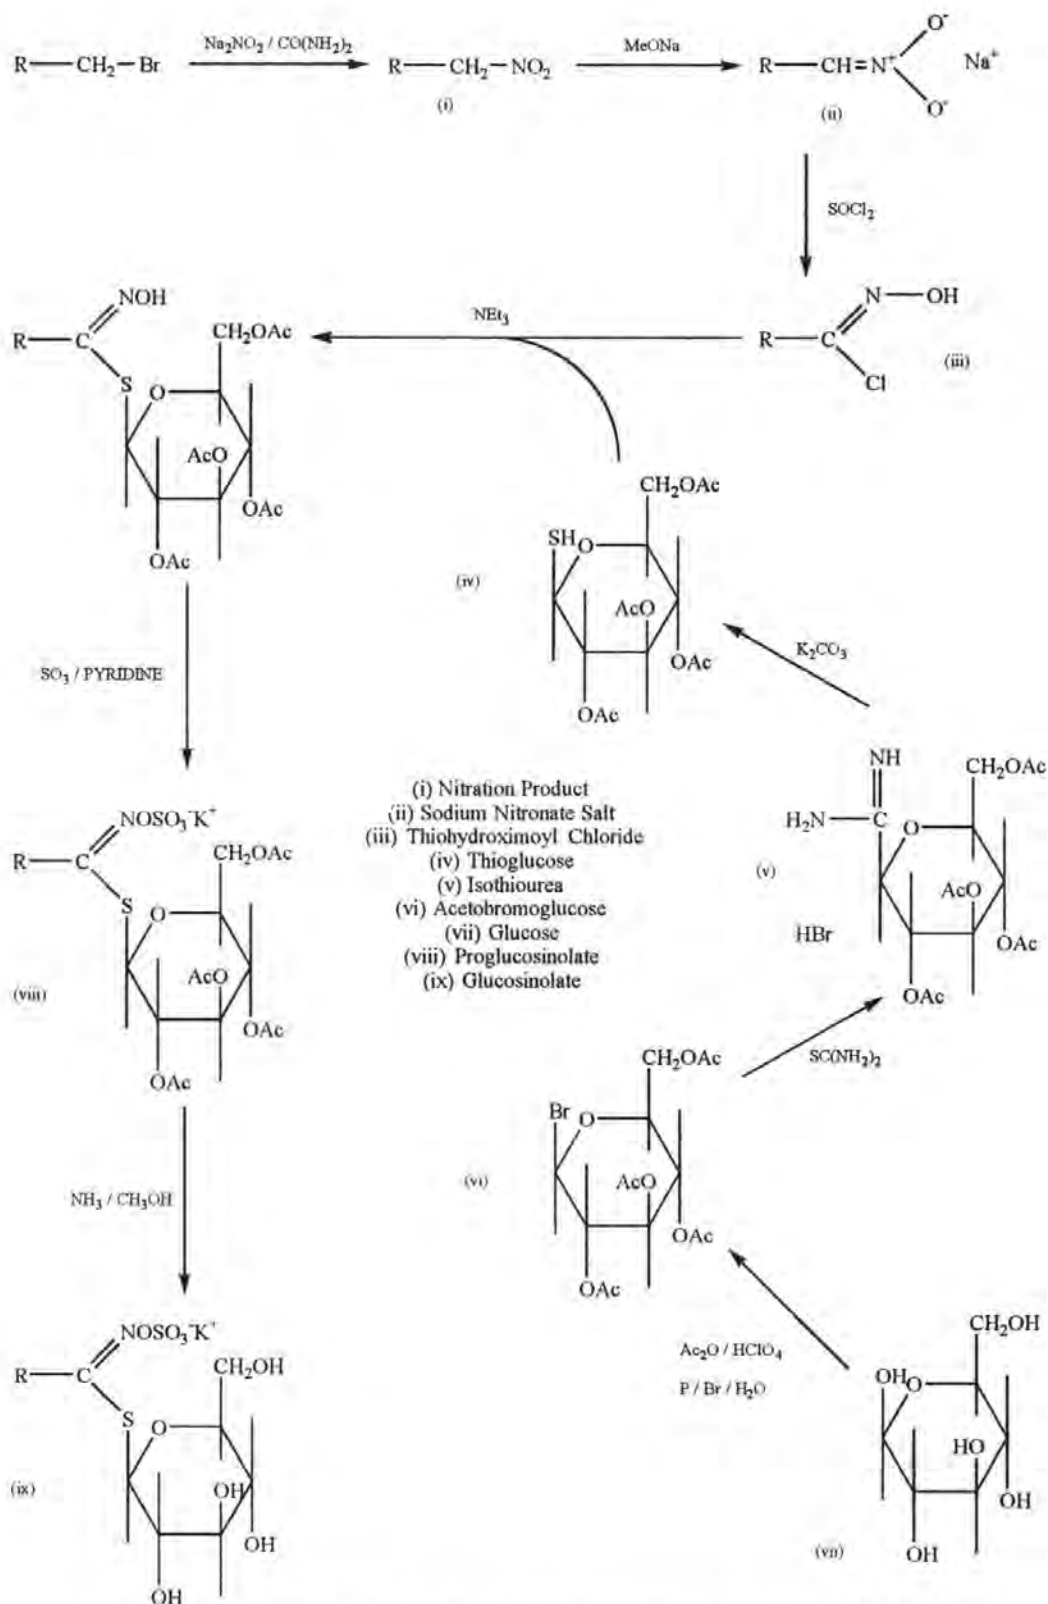 Na₂NO₂ / CO(NH₂)₂
MeONa
R—CH₂—Br
R—CH₂—NO₂
R—CH=N⁺
O⁻
O⁻
Na⁺
(i)
(ii)
SOCl₂
NOH
R—C
S
O
CH₂OAc
AcO
OAc
OAc
NEt₃
R—C
N—OH
Cl
(iii)
CH₂OAc
SH
O
AcO
OAc
OAc
(iv)
K₂CO₃
SO₃ / PYRIDINE
(i) Nitration Product
(ii) Sodium Nitronate Salt
(iii) Thiohydroximoyl Chloride
(iv) Thioglucose
(v) Isothiourea
(vi) Acetobromoglucose
(vii) Glucose
(viii) Proglucosinolate
(ix) Glucosinolate
NH
H₂N—C
CH₂OAc
O
AcO
OAc
OAc
HBr
(v)
NOSO₃⁻K⁺
R—C
S
O
CH₂OAc
AcO
OAc
OAc
(viii)
SC(NH₂)₂
CH₂OAc
Br
O
AcO
OAc
OAc
(vi)
NH₃ / CH₃OH
Ac₂O / HClO₄
P / Br / H₂O
CH₂OH
OH
O
HO
OH
OH
(vii)
NOSO₃⁻K⁺
R—C
S
O
CH₂OH
OH
OH
OH
(ix)